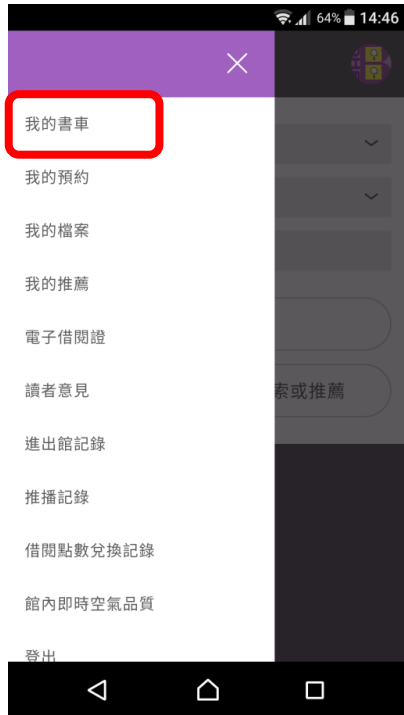 64% 14:46
我的書車
我的預約
我的檔案
我的推薦
電子借閱證
讀者意見
索或推薦
進出館記錄
推播記錄
借閱點數兌換記錄
館內即時空氣品質
登出